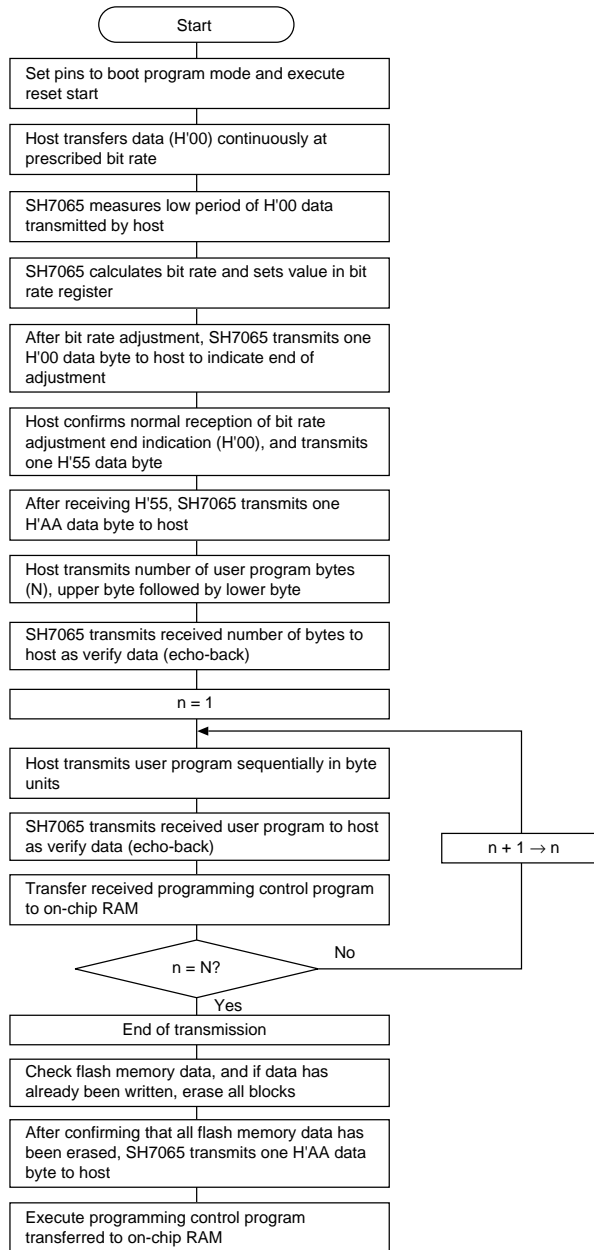 Start
Set pins to boot program mode and execute
reset start
Host transfers data (H'00) continuously at
prescribed bit rate
SH7065 measures low period of H'00 data
transmitted by host
SH7065 calculates bit rate and sets value in bit
rate register
After bit rate adjustment, SH7065 transmits one
H'00 data byte to host to indicate end of
adjustment
Host confirms normal reception of bit rate
adjustment end indication (H'00), and transmits
one H'55 data byte
After receiving H'55, SH7065 transmits one
H'AA data byte to host
Host transmits number of user program bytes
(N), upper byte followed by lower byte
SH7065 transmits received number of bytes to
host as verify data (echo-back)
n = 1
Host transmits user program sequentially in byte
units
SH7065 transmits received user program to host
as verify data (echo-back)
n + 1 → n
Transfer received programming control program
to on-chip RAM
n = N?
No
Yes
End of transmission
Check flash memory data, and if data has
already been written, erase all blocks
After confirming that all flash memory data has
been erased, SH7065 transmits one H'AA data
byte to host
Execute programming control program
transferred to on-chip RAM